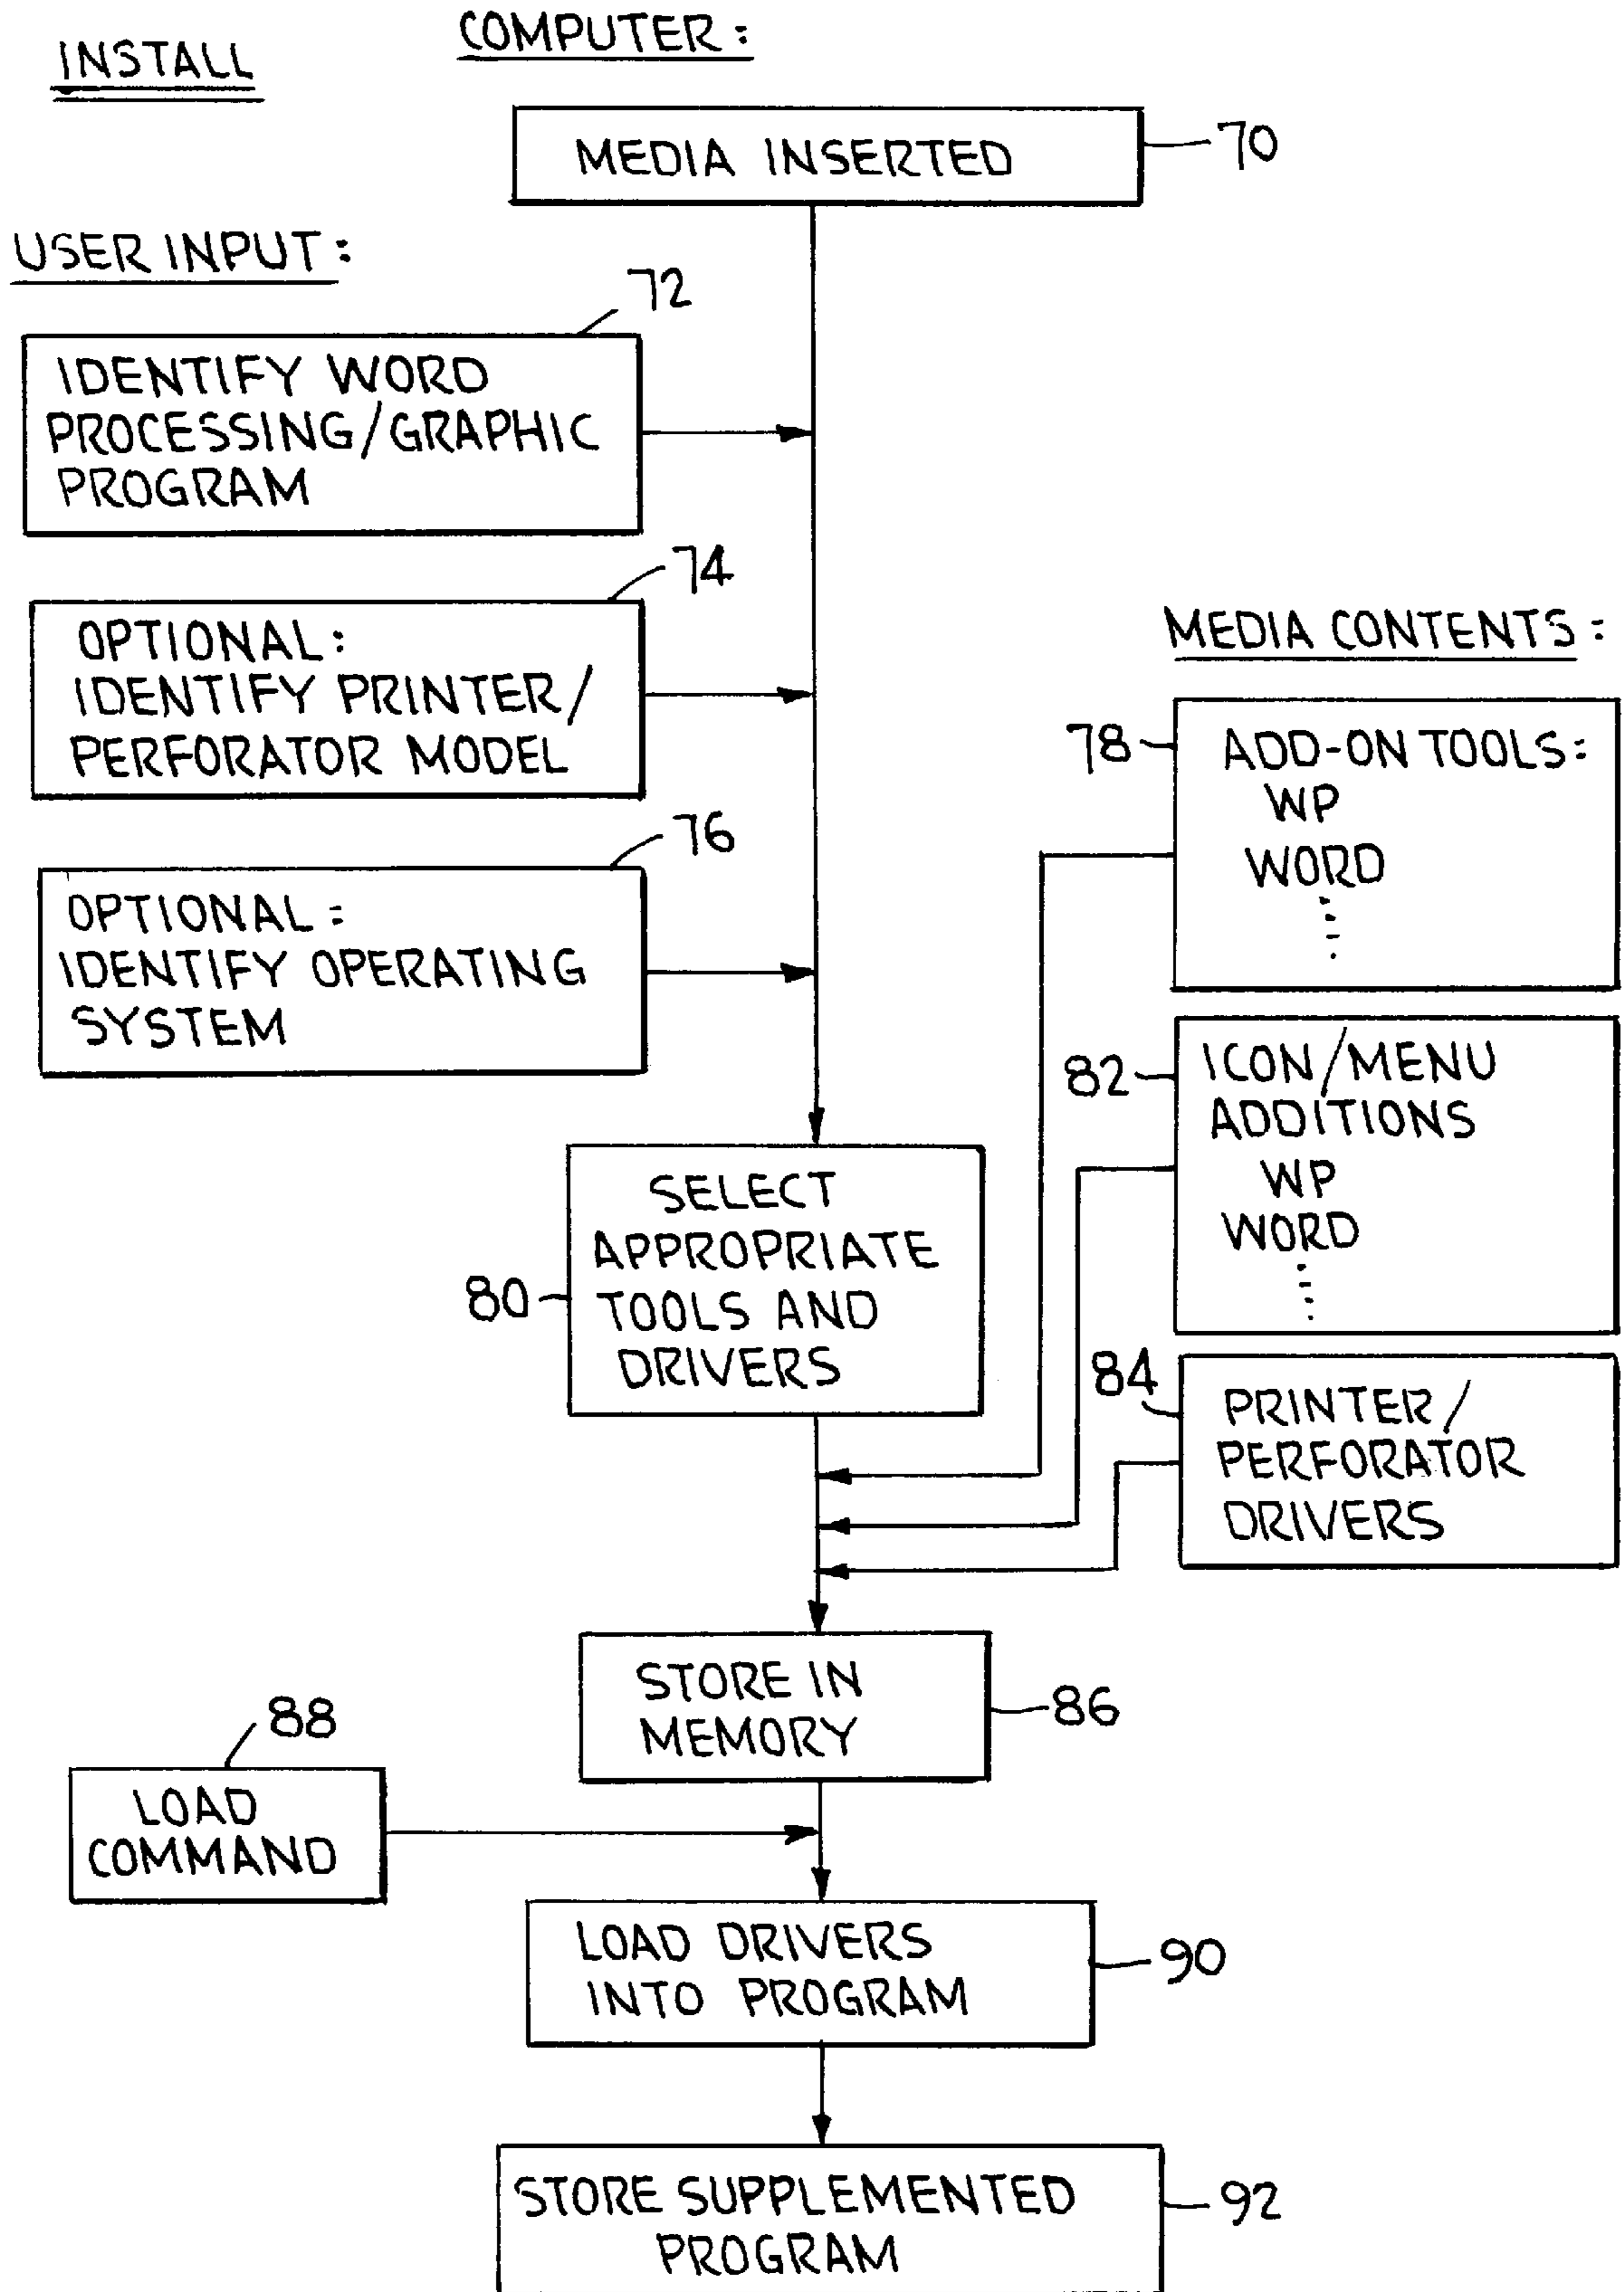 INSTALL
COMPUTER:
MEDIA INSERTED
70
USER INPUT:
72
IDENTIFY WORD
PROCESSING/GRAPHIC
PROGRAM
74
OPTIONAL:
IDENTIFY PRINTER/
PERFORATOR MODEL
76
OPTIONAL:
IDENTIFY OPERATING
SYSTEM
MEDIA CONTENTS:
78
ADD-ON TOOLS:
WP
WORD
82
ICON/MENU
ADDITIONS
WP
WORD
80
SELECT
APPROPRIATE
TOOLS AND
DRIVERS
84
PRINTER/
PERFORATOR
DRIVERS
STORE IN
MEMORY
86
88
LOAD
COMMAND
LOAD DRIVERS
INTO PROGRAM
90
STORE SUPPLEMENTED
PROGRAM
92